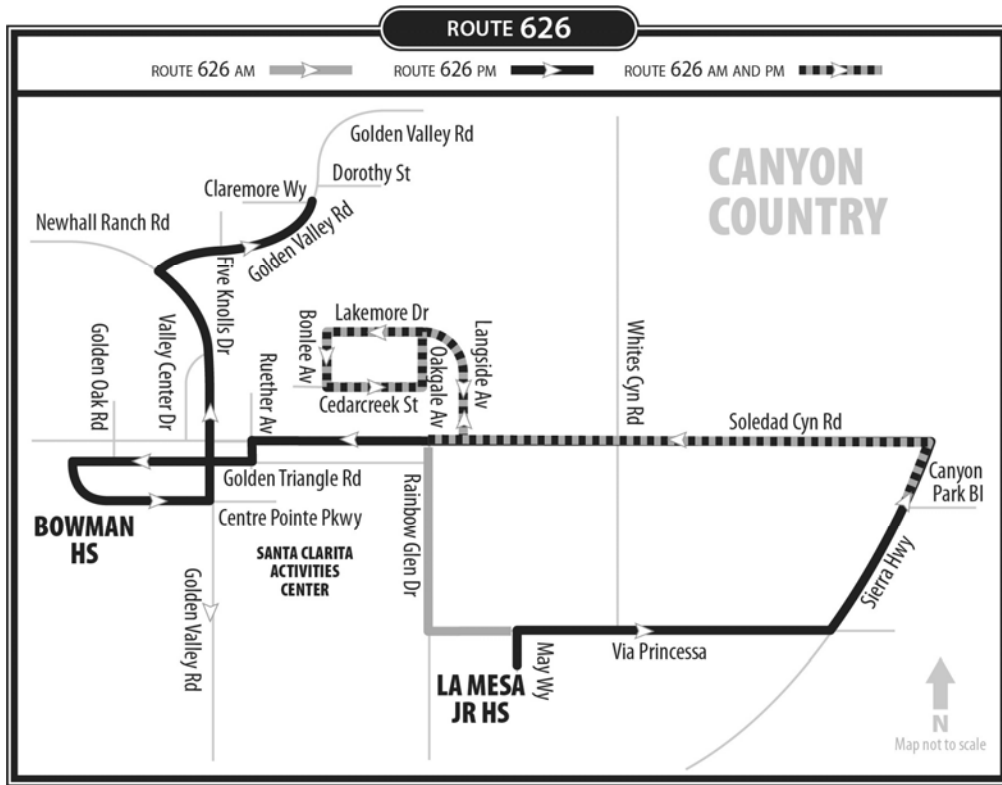 ROUTE 626
ROUTE 626 AM
ROUTE 626 PM
ROUTE 626 AM AND PM
Golden Valley Rd
CANYON
COUNTRY
Dorothy St
Claremore Wy
Newhall Ranch Rd
Golden Valley Rd
Five Knolls Dr
Valley Center Dr
Golden Oak Rd
Ruether Av
Bonlee Av
Lakemore Dr
Cedarcreek St
Oakgale Av
Langside Av
Whites Cyn Rd
Soledad Cyn Rd
Canyon
Park Bl
Golden Triangle Rd
Centre Pointe Pkwy
BOWMAN
HS
SANTA CLARITA
ACTIVITIES
CENTER
Rainbow Glen Dr
Golden Valley Rd
Sierra Hwy
Via Princessa
May Wy
LA MESA
JR HS
N
Map not to scale